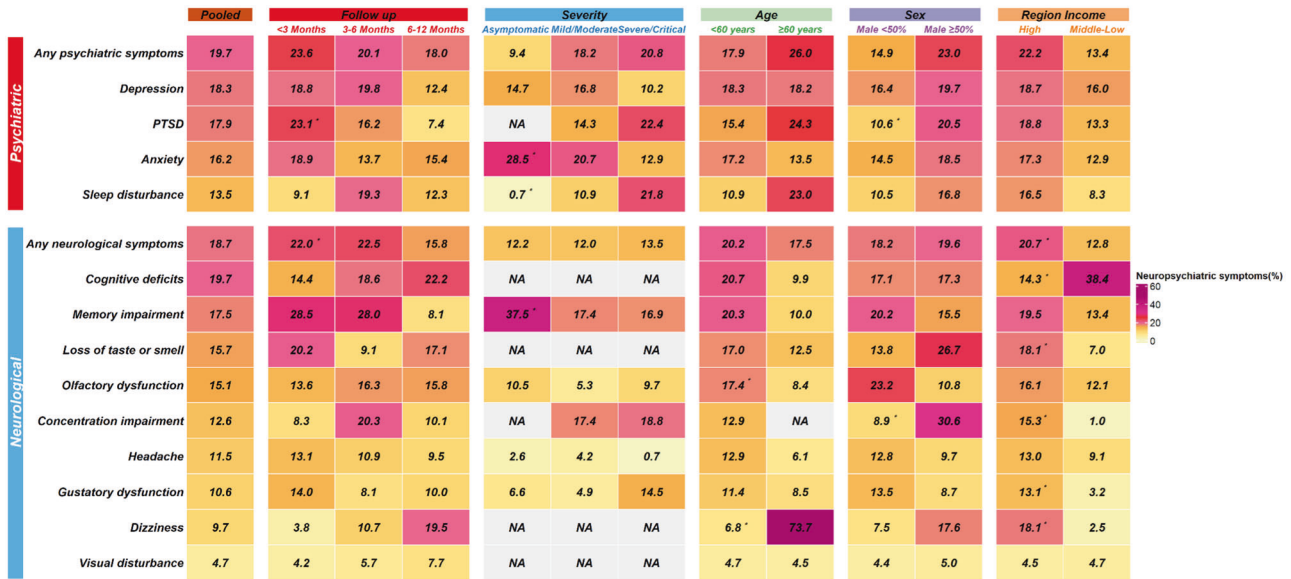 Pooled Follow up Severity Age Sex Region Income
<3 Months 3-6 Months 6-12 Months Asymptomatic Mild/Moderate Severe/Critical <60 years ≥60 years Male <50% Male ≥50% High Middle-Low
Psychiatric
Any psychiatric symptoms 19.7 23.6 20.1 18.0 9.4 18.2 20.8 17.9 26.0 14.9 23.0 22.2 13.4
Depression 18.3 18.8 19.8 12.4 14.7 16.8 10.2 18.3 18.2 16.4 19.7 18.7 16.0
PTSD 17.9 23.1 * 16.2 7.4 NA 14.3 22.4 15.4 24.3 10.6 * 20.5 18.8 13.3
Anxiety 16.2 18.9 13.7 15.4 28.5 * 20.7 12.9 17.2 13.5 14.5 18.5 17.3 12.9
Sleep disturbance 13.5 9.1 19.3 12.3 0.7 * 10.9 21.8 10.9 23.0 10.5 16.8 16.5 8.3
Neurological
Any neurological symptoms 18.7 22.0 * 22.5 15.8 12.2 12.0 13.5 20.2 17.5 18.2 19.6 20.7 * 12.8
Cognitive deficits 19.7 14.4 18.6 22.2 NA NA NA 20.7 9.9 17.1 17.3 14.3 * 38.4
Memory impairment 17.5 28.5 28.0 8.1 37.5 * 17.4 16.9 20.3 10.0 20.2 15.5 19.5 13.4
Loss of taste or smell 15.7 20.2 9.1 17.1 NA NA NA 17.0 12.5 13.8 26.7 18.1 * 7.0
Olfactory dysfunction 15.1 13.6 16.3 15.8 10.5 5.3 9.7 17.4 * 8.4 23.2 10.8 16.1 12.1
Concentration impairment 12.6 8.3 20.3 10.1 NA 17.4 18.8 12.9 NA 8.9 * 30.6 15.3 * 1.0
Headache 11.5 13.1 10.9 9.5 2.6 4.2 0.7 12.9 6.1 12.8 9.7 13.0 9.1
Gustatory dysfunction 10.6 14.0 8.1 10.0 6.6 4.9 14.5 11.4 8.5 13.5 8.7 13.1 * 3.2
Dizziness 9.7 3.8 10.7 19.5 NA NA NA 6.8 * 73.7 7.5 17.6 18.1 * 2.5
Visual disturbance 4.7 4.2 5.7 7.7 NA NA NA 4.7 4.5 4.4 5.0 4.5 4.7
Neuropsychiatric symptoms(%)
60
40
20
0